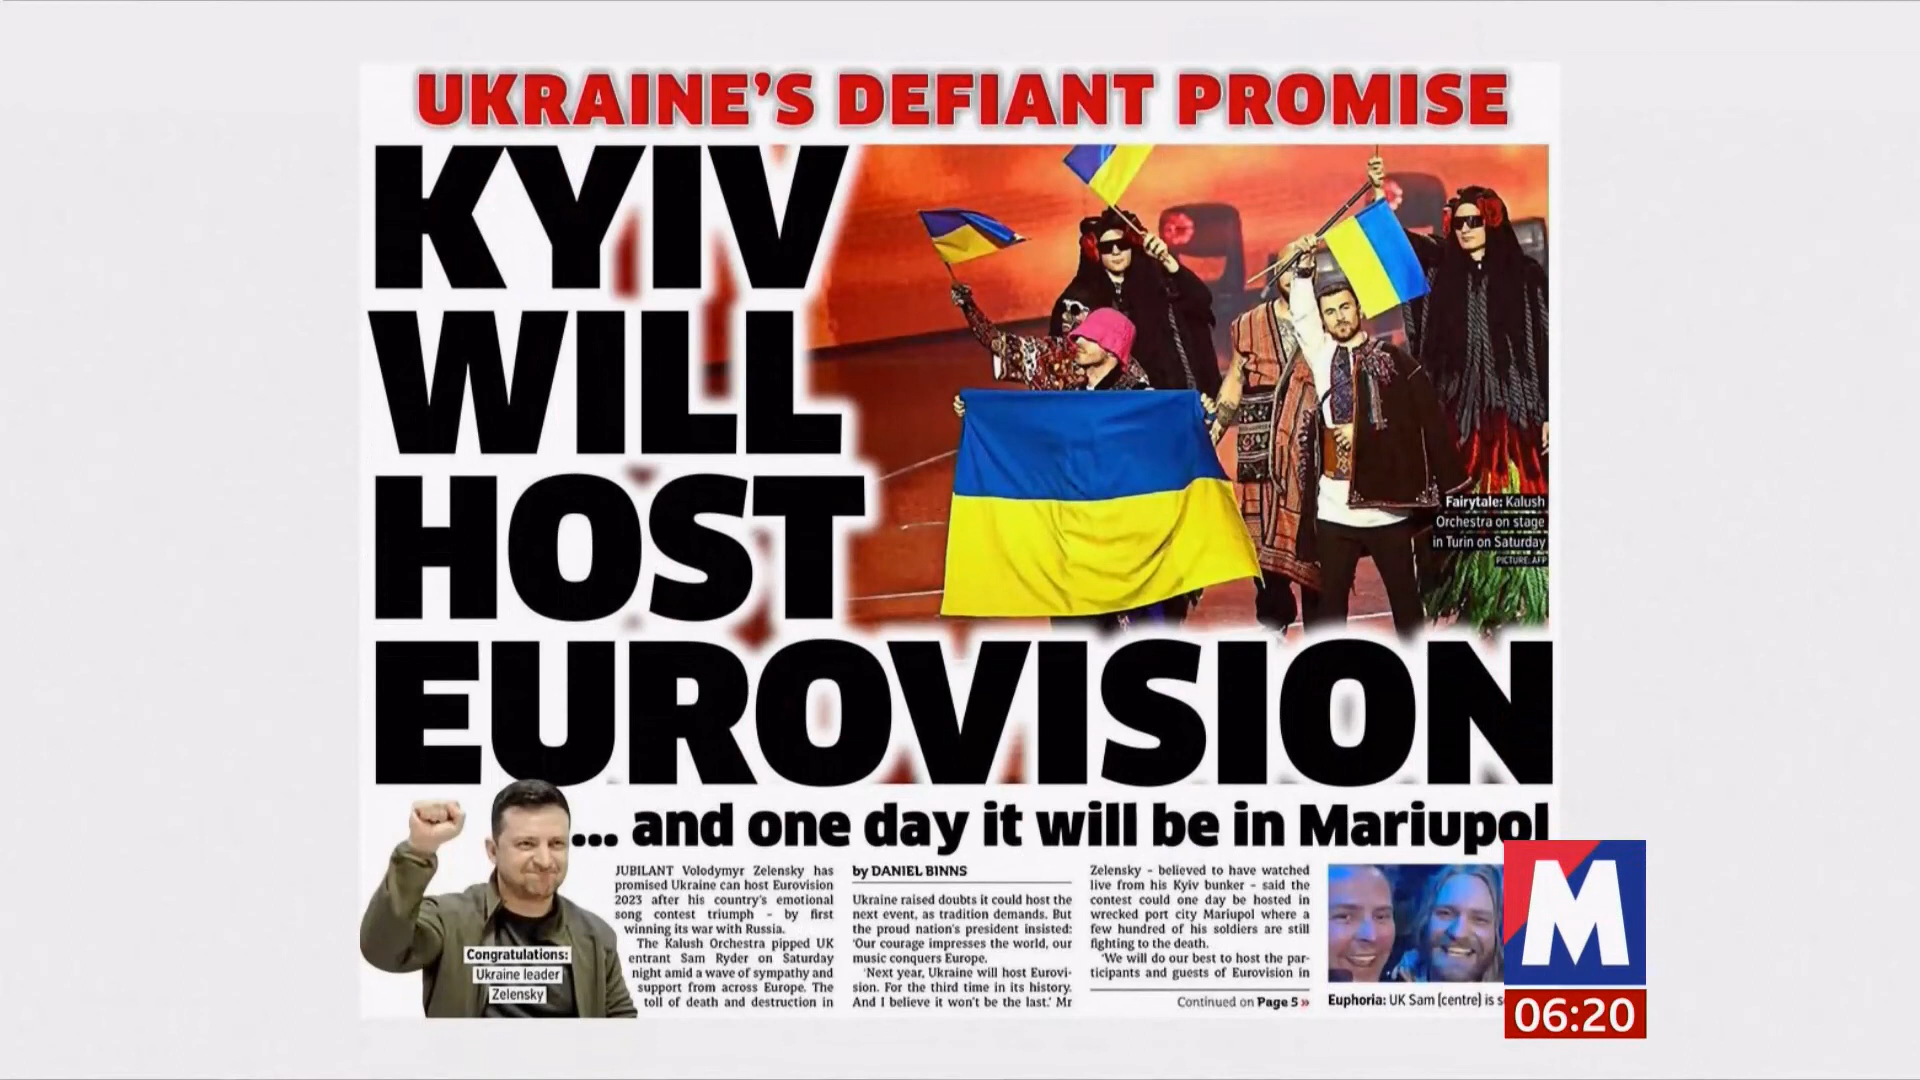 UKRAINE'S DEFIANT PROMISE
KYIV
WILL
HOST
EUROVISION
Fairytale: Kalush
Orchestra on stage
in Turin on Saturday
PICTURE: AFP
... and one day it will be in Mariupol
Congratulations:
Ukraine leader
Zelensky
JUBILANT Volodymyr Zelensky has
promised Ukraine can host Eurovision
2023 after his country's emotional
song contest triumph – by first
winning its war with Russia.
The Kalush Orchestra pipped UK
entrant Sam Ryder on Saturday
night amid a wave of sympathy and
support from across Europe. The
toll of death and destruction in
by DANIEL BINNS
Ukraine raised doubts it could host the
next event, as tradition demands. But
the proud nation's president insisted:
'Our courage impresses the world, our
music conquers Europe.
'Next year, Ukraine will host Eurovi-
sion. For the third time in its history.
And I believe it won't be the last.' Mr
Zelensky – believed to have watched
live from his Kyiv bunker – said the
contest could one day be hosted in
wrecked port city Mariupol where a
few hundred of his soldiers are still
fighting to the death.
'We will do our best to host the par-
ticipants and guests of Eurovision in
Continued on Page 5 »
Euphoria: UK Sam (centre) is
M
06:20